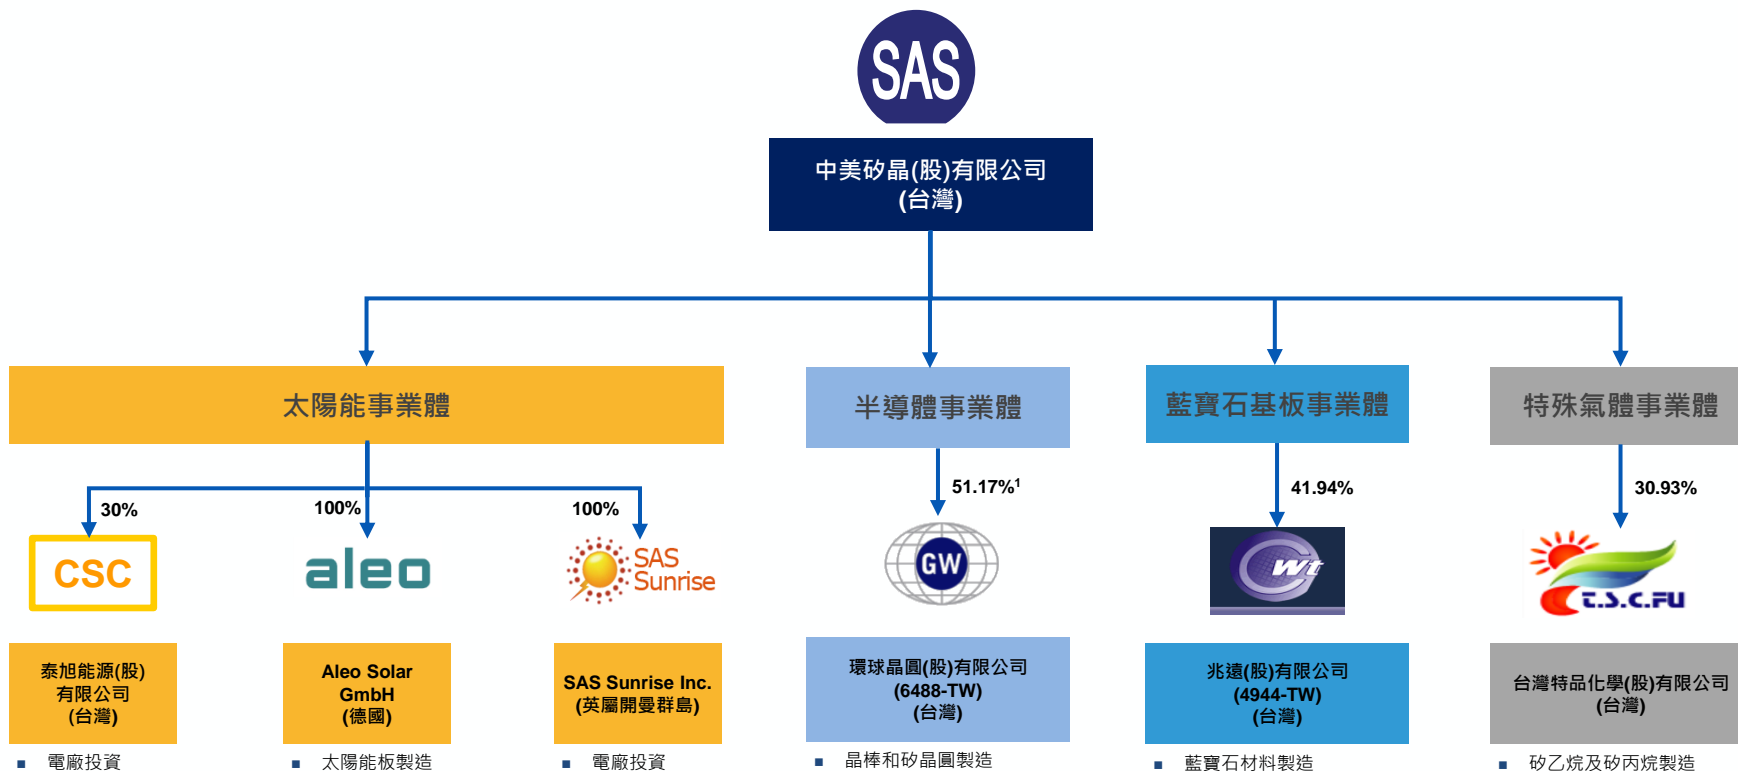 SAS
中美矽晶(股)有限公司
(台灣)
太陽能事業體
半導體事業體
藍寶石基板事業體
特殊氣體事業體
30%
100%
100%
51.17%¹
41.94%
30.93%
CSC
aleo
SAS
Sunrise
GW
CWt
T.S.C.FU
泰旭能源(股)
有限公司
(台灣)
Aleo Solar
GmbH
(德國)
SAS Sunrise Inc.
(英屬開曼群島)
環球晶圓(股)有限公司
(6488-TW)
(台灣)
兆遠(股)有限公司
(4944-TW)
(台灣)
台灣特品化學(股)有限公司
(台灣)
▪ 電廠投資
▪ 太陽能板製造
▪ 電廠投資
▪ 晶棒和矽晶圓製造
▪ 藍寶石材料製造
▪ 矽乙烷及矽丙烷製造